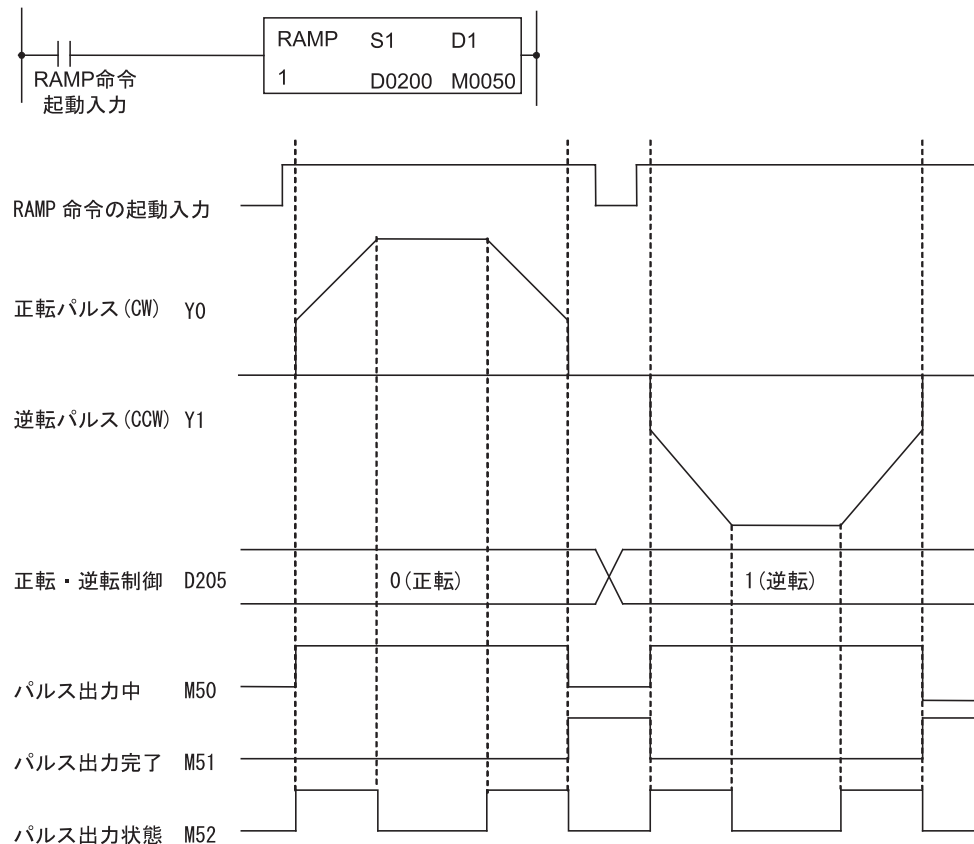 RAMP S1 D1
1 D0200 M0050
RAMP命令
起動入力
RAMP 命令の起動入力
正転パルス(CW) Y0
逆転パルス(CCW) Y1
正転・逆転制御 D205 0(正転) 1(逆転)
パルス出力中 M50
パルス出力完了 M51
パルス出力状態 M52